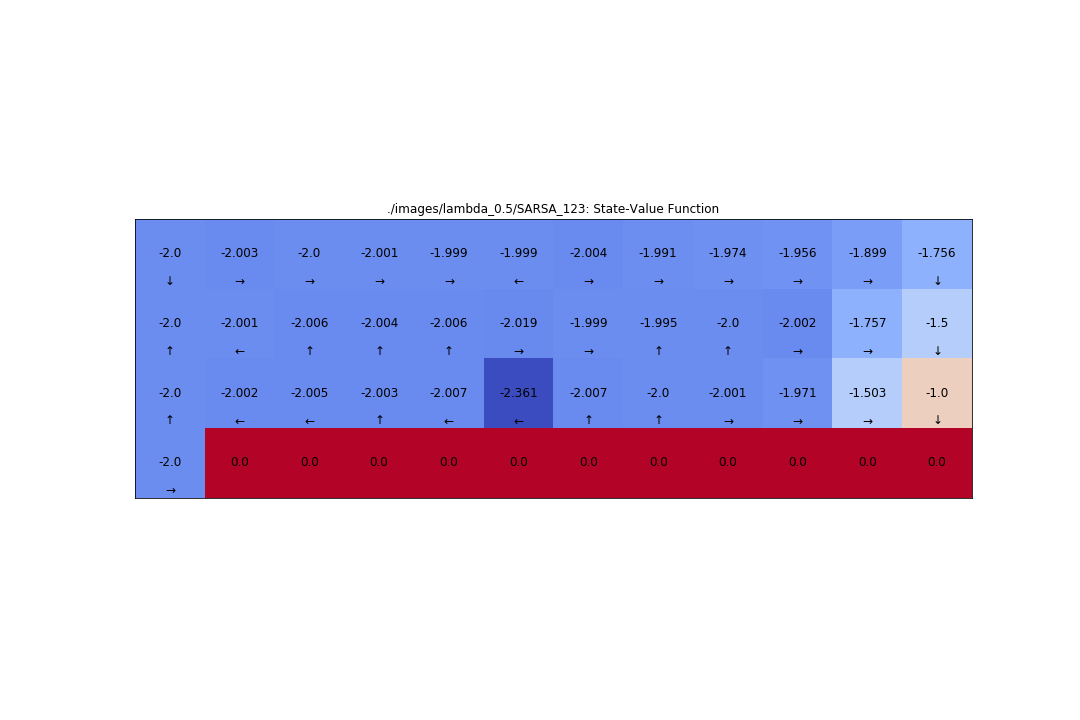 ./images/lambda_0.5/SARSA_123: State-Value Function
-2.0 -2.003 -2.0 -2.001 -1.999 -1.999 -2.004 -1.991 -1.974 -1.956 -1.899 -1.756
↓ → → → → ← → → → → → ↓
-2.0 -2.001 -2.006 -2.004 -2.006 -2.019 -1.999 -1.995 -2.0 -2.002 -1.757 -1.5
↑ ← ↑ ↑ ↑ → → ↑ ↑ → → ↓
-2.0 -2.002 -2.005 -2.003 -2.007 -2.361 -2.007 -2.0 -2.001 -1.971 -1.503 -1.0
↑ ← ← ↑ ← ← ↑ ↑ → → → ↓
-2.0 0.0 0.0 0.0 0.0 0.0 0.0 0.0 0.0 0.0 0.0 0.0
→